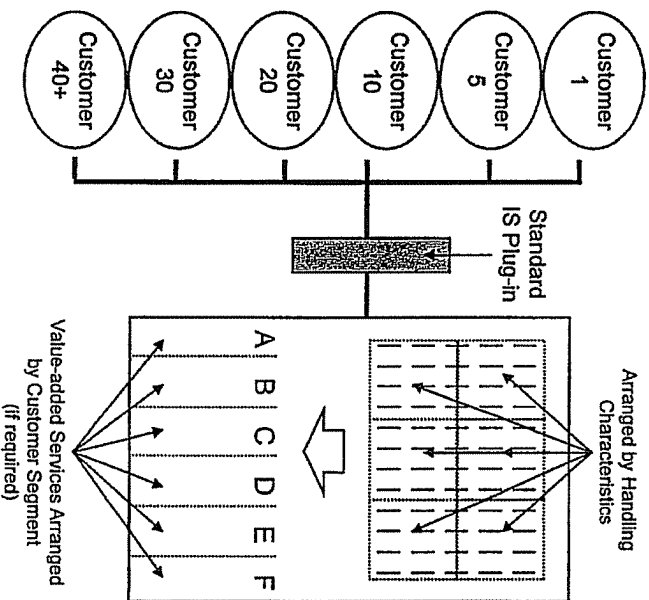 Customer
1
Customer
5
Customer
10
Customer
20
Customer
30
Customer
40+
Standard
IS Plug-in
Arranged by Handling
Characteristics
A
B
C
D
E
F
Value-added Services Arranged
by Customer Segment
(if required)